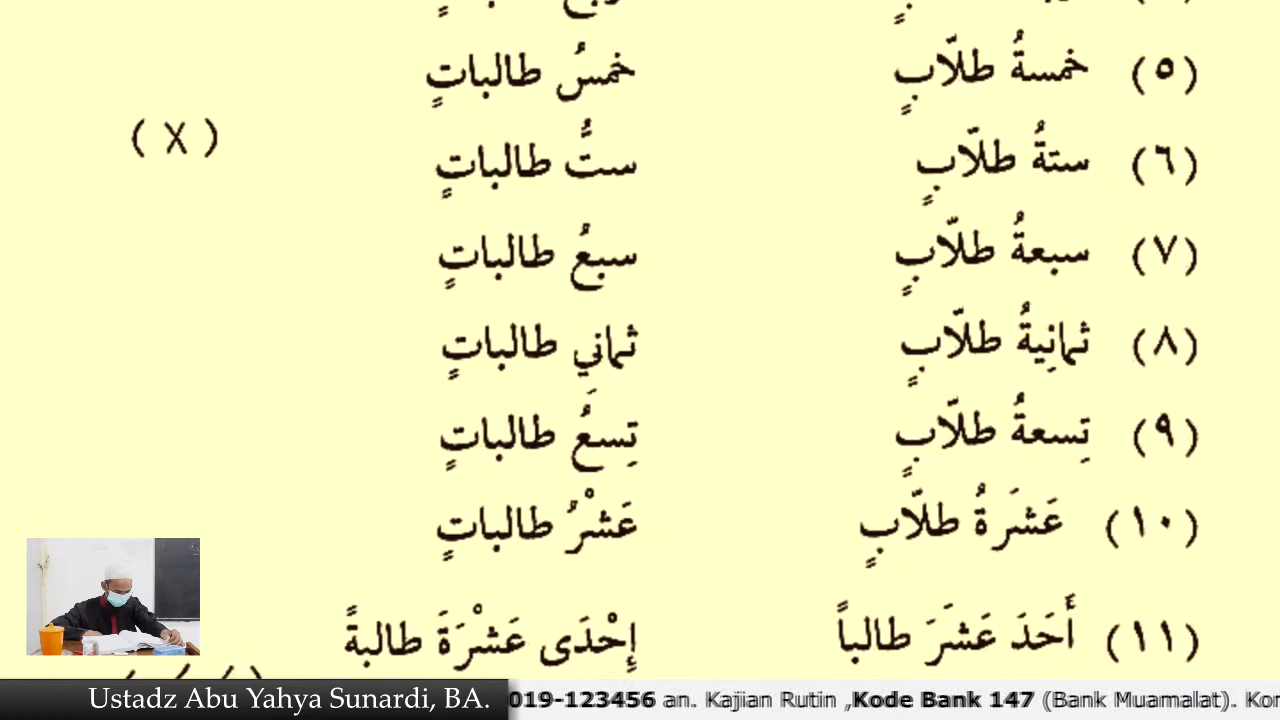 (٥) خمسةُ طلّابٍ خمسُ طالباتٍ
(X)
(٦) ستةُ طلّابٍ ستُّ طالباتٍ
(٧) سبعةُ طلّابٍ سبعُ طالباتٍ
(٨) ثمانِيةُ طلّابٍ ثماني طالباتٍ
(٩) تِسعةُ طلّابٍ تِسعُ طالباتٍ
(١٠) عَشَرةُ طلّابٍ عَشْرُ طالباتٍ
(١١) أَحَدَ عَشَرَ طالباً إِحْدَى عَشْرَةَ طالبةً
Ustadz Abu Yahya Sunardi, BA.
019-123456 an. Kajian Rutin ,Kode Bank 147 (Bank Muamalat).